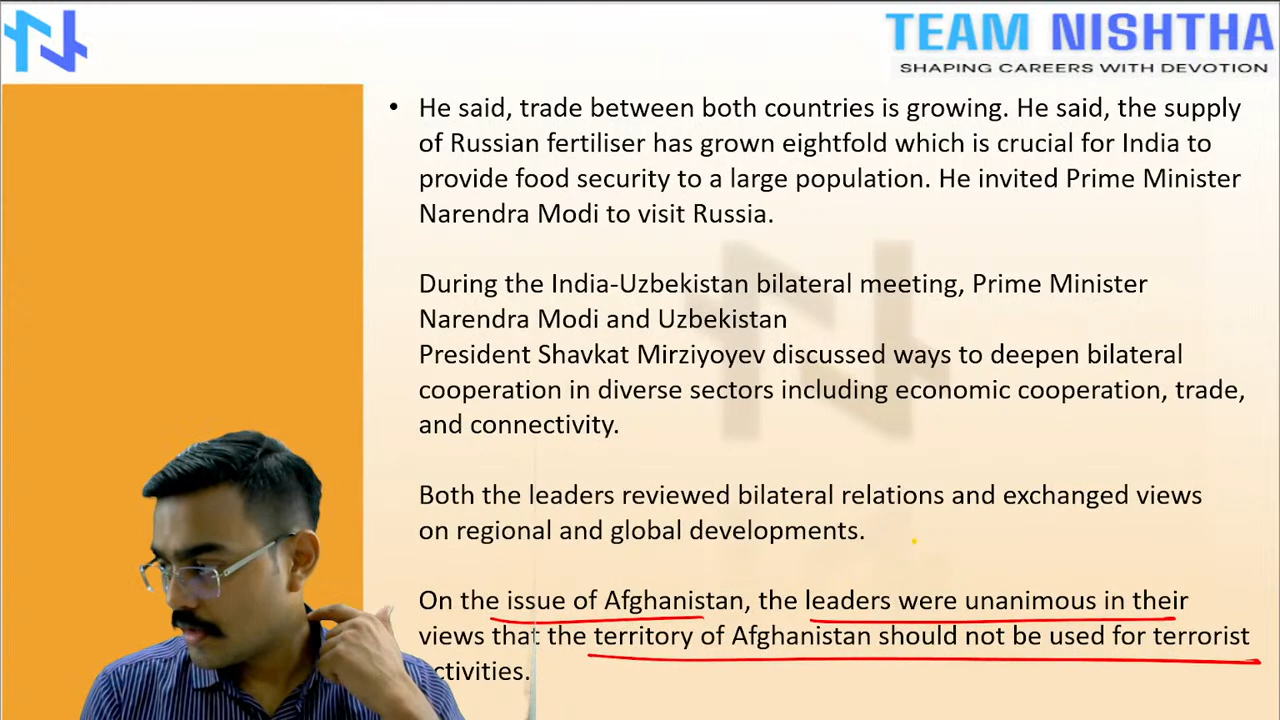 TEAM NISHTHA
SHAPING CAREERS WITH DEVOTION
• He said, trade between both countries is growing. He said, the supply
of Russian fertiliser has grown eightfold which is crucial for India to
provide food security to a large population. He invited Prime Minister
Narendra Modi to visit Russia.
During the India-Uzbekistan bilateral meeting, Prime Minister
Narendra Modi and Uzbekistan
President Shavkat Mirziyoyev discussed ways to deepen bilateral
cooperation in diverse sectors including economic cooperation, trade,
and connectivity.
Both the leaders reviewed bilateral relations and exchanged views
on regional and global developments.
On the issue of Afghanistan, the leaders were unanimous in their
views that the territory of Afghanistan should not be used for terrorist
ctivities.